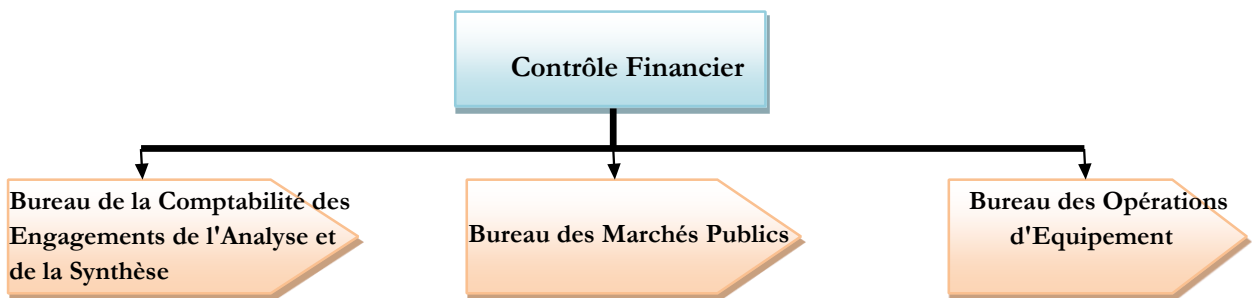 Contrôle Financier
Bureau de la Comptabilité des
Engagements de l'Analyse et
de la Synthèse
Bureau des Marchés Publics
Bureau des Opérations
d'Equipement